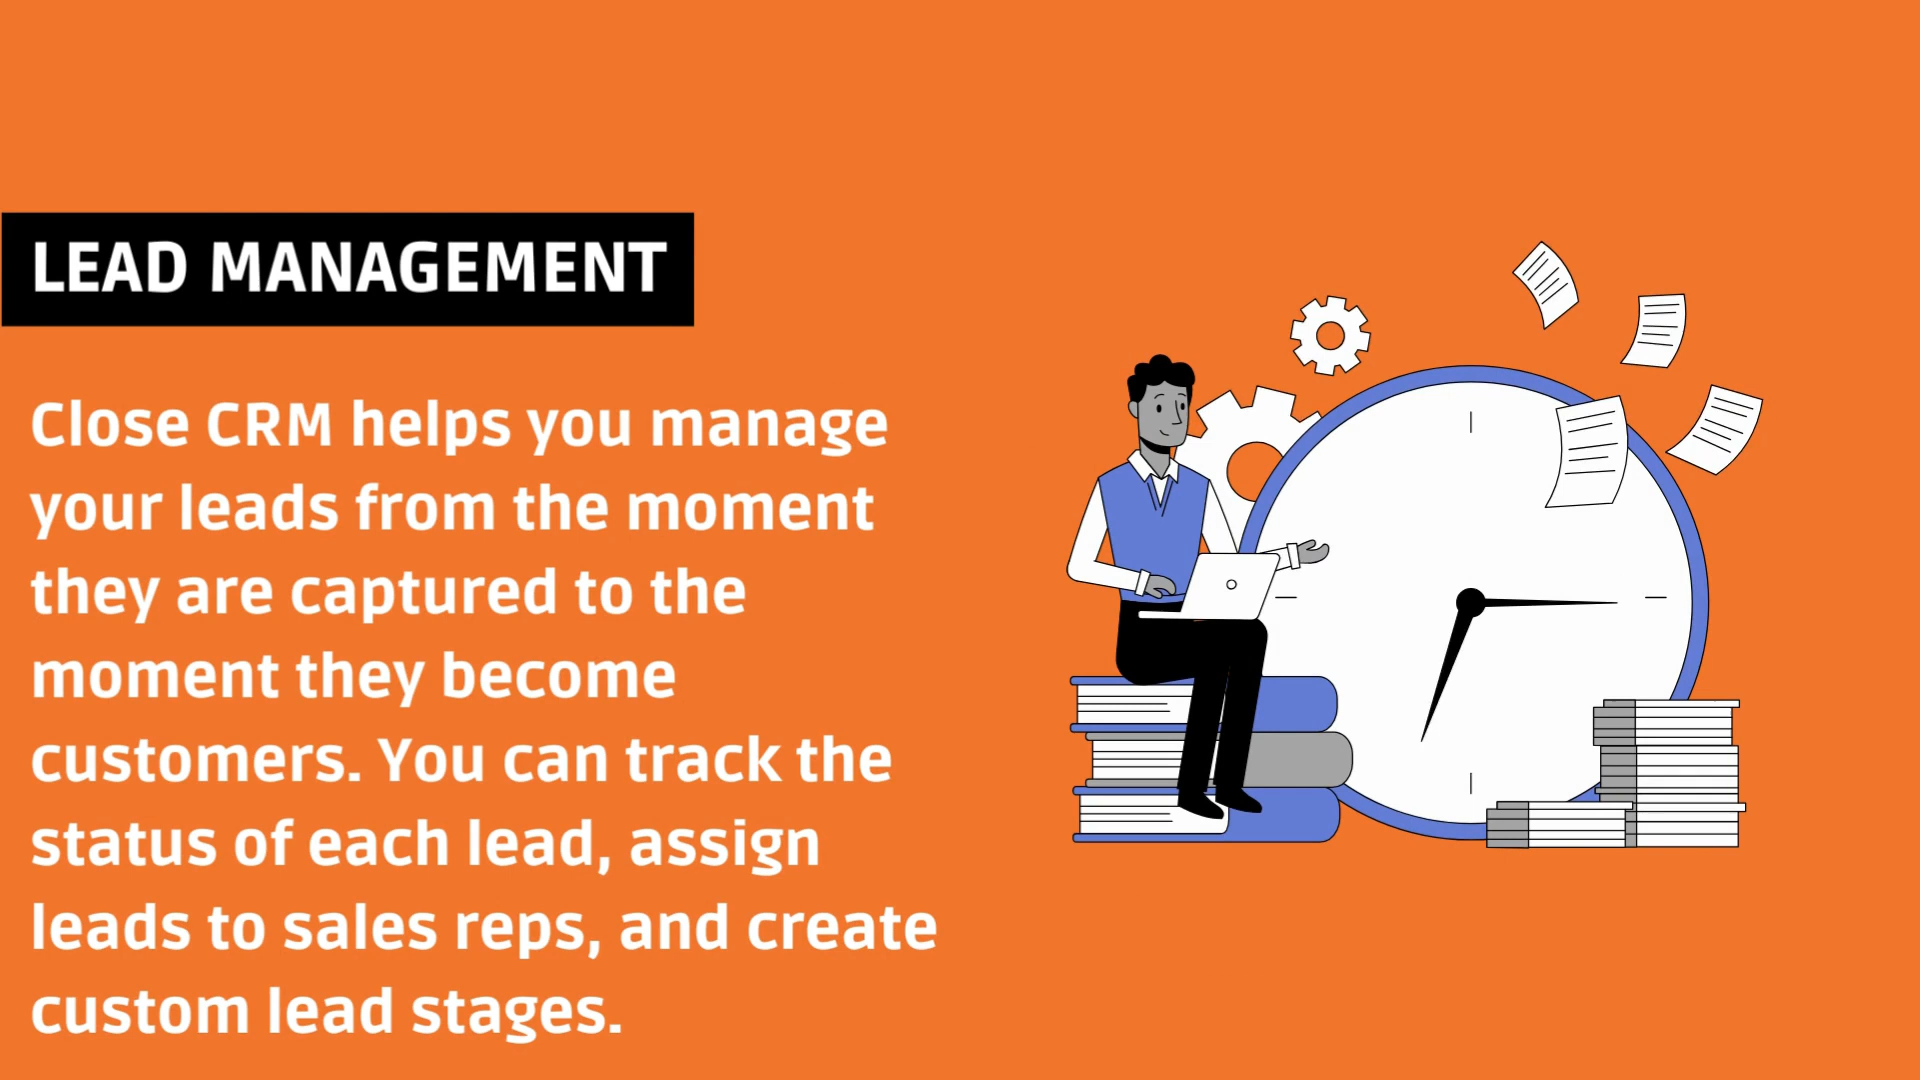 LEAD MANAGEMENT
Close CRM helps you manage
your leads from the moment
they are captured to the
moment they become
customers. You can track the
status of each lead, assign
leads to sales reps, and create
custom lead stages.